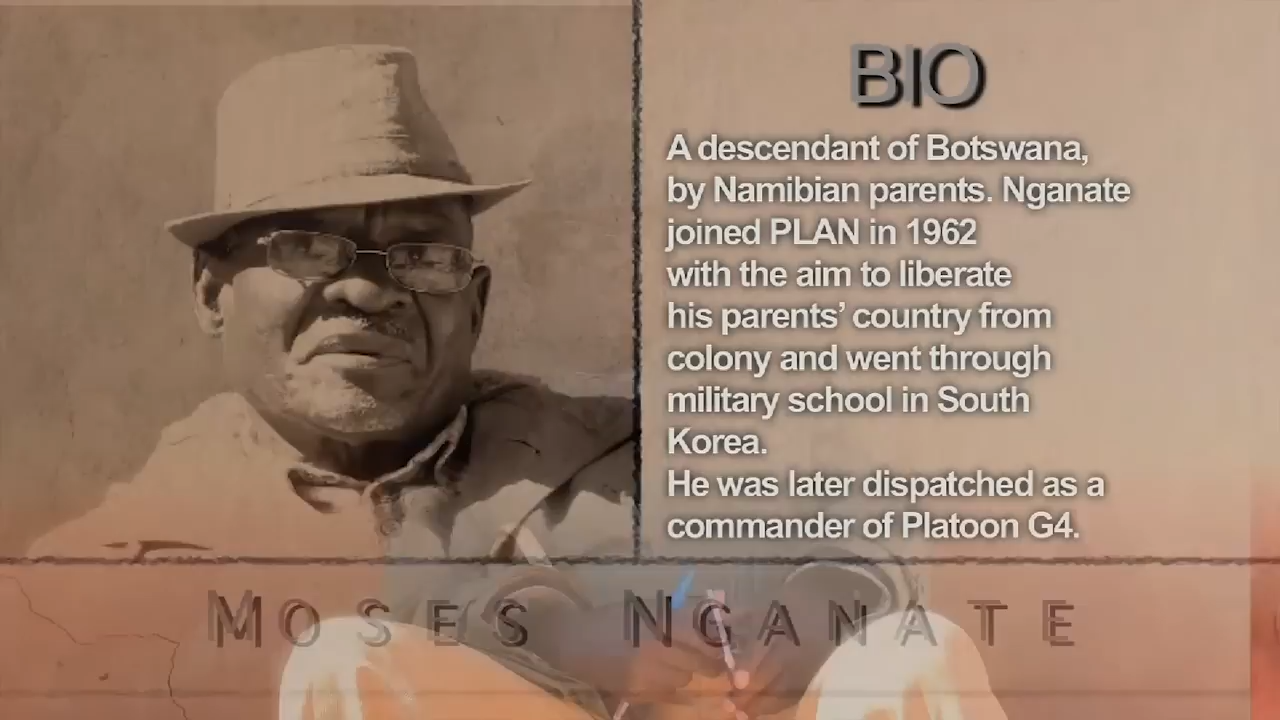 BIO
A descendant of Botswana,
by Namibian parents. Nganate
joined PLAN in 1962
with the aim to liberate
his parents’ country from
colony and went through
military school in South
Korea.
He was later dispatched as a
commander of Platoon G4.
MOSES NGANATE